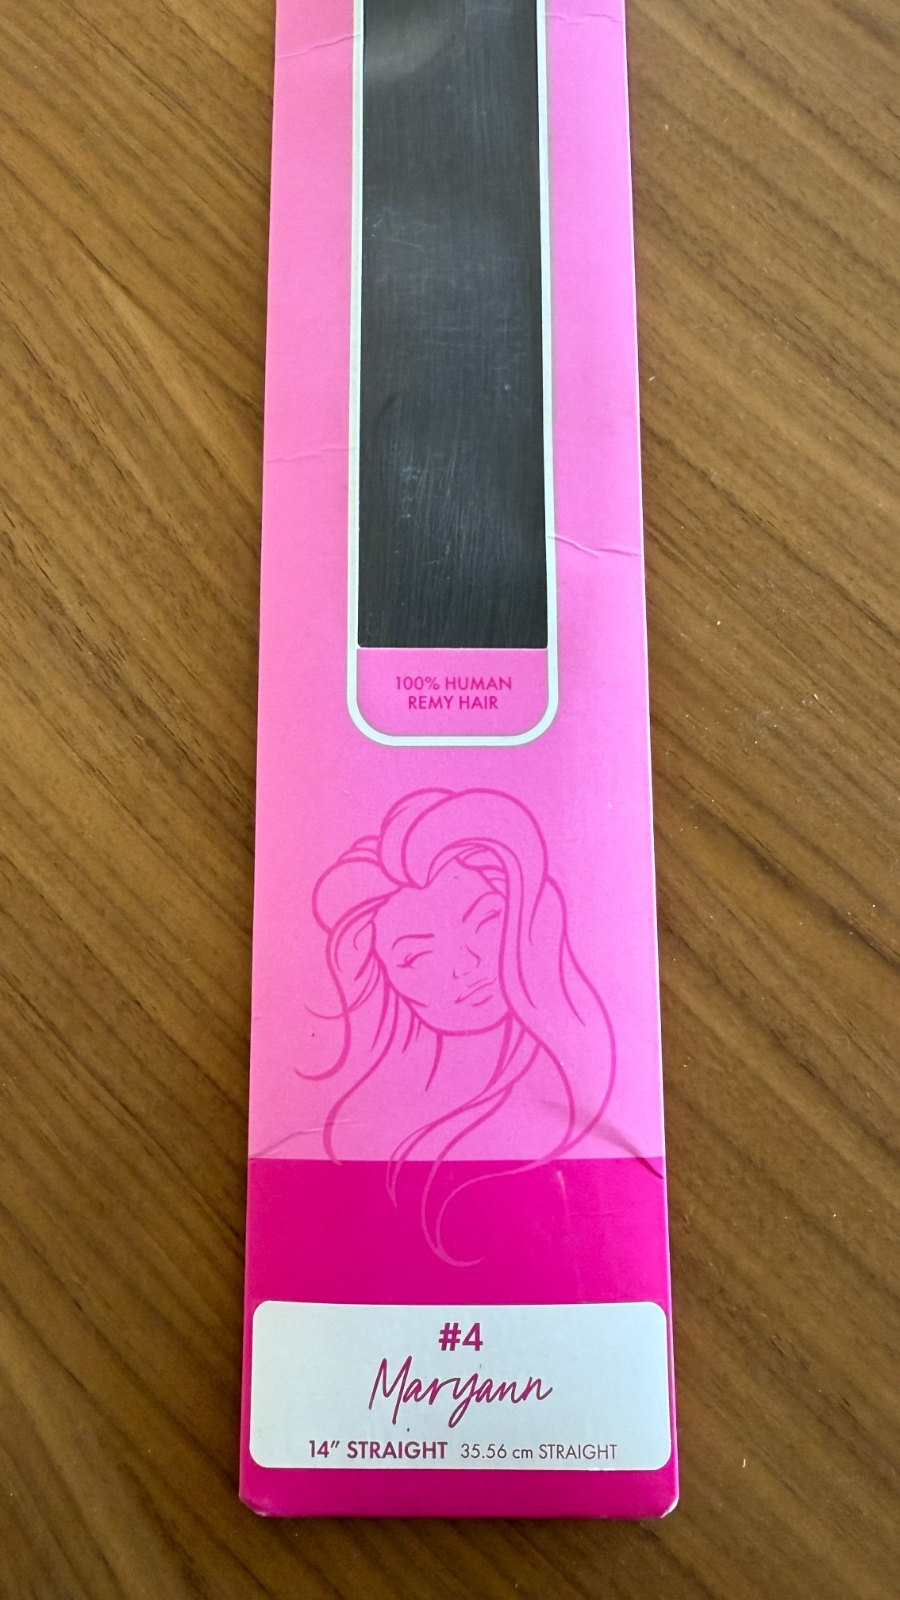 100% HUMAN
REMY HAIR
#4
Maryann
14” STRAIGHT 35.56 cm STRAIGHT